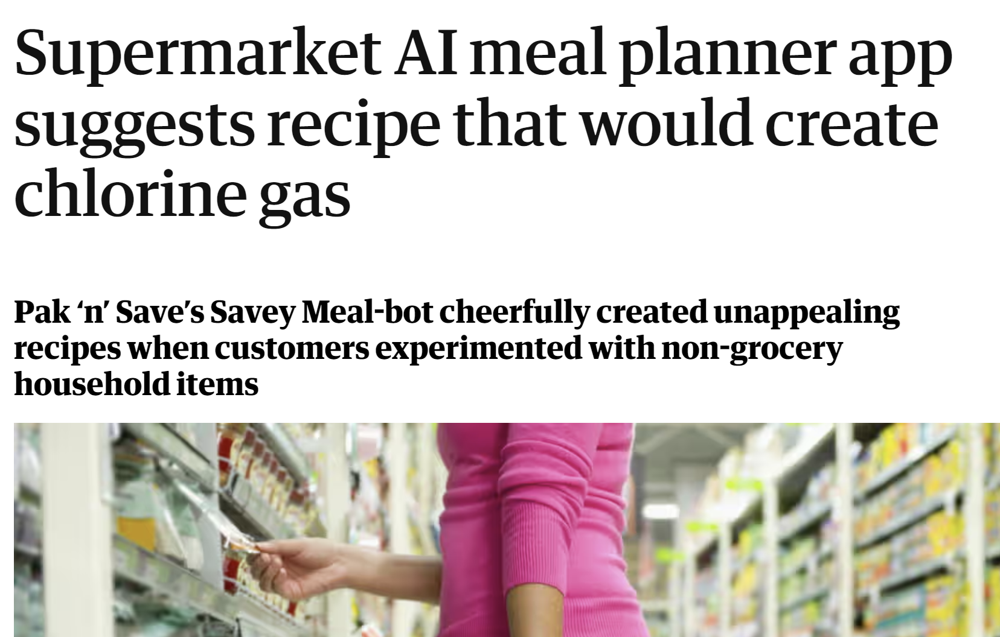 Supermarket AI meal planner app
suggests recipe that would create
chlorine gas
Pak ‘n’ Save’s Savey Meal-bot cheerfully created unappealing
recipes when customers experimented with non-grocery
household items